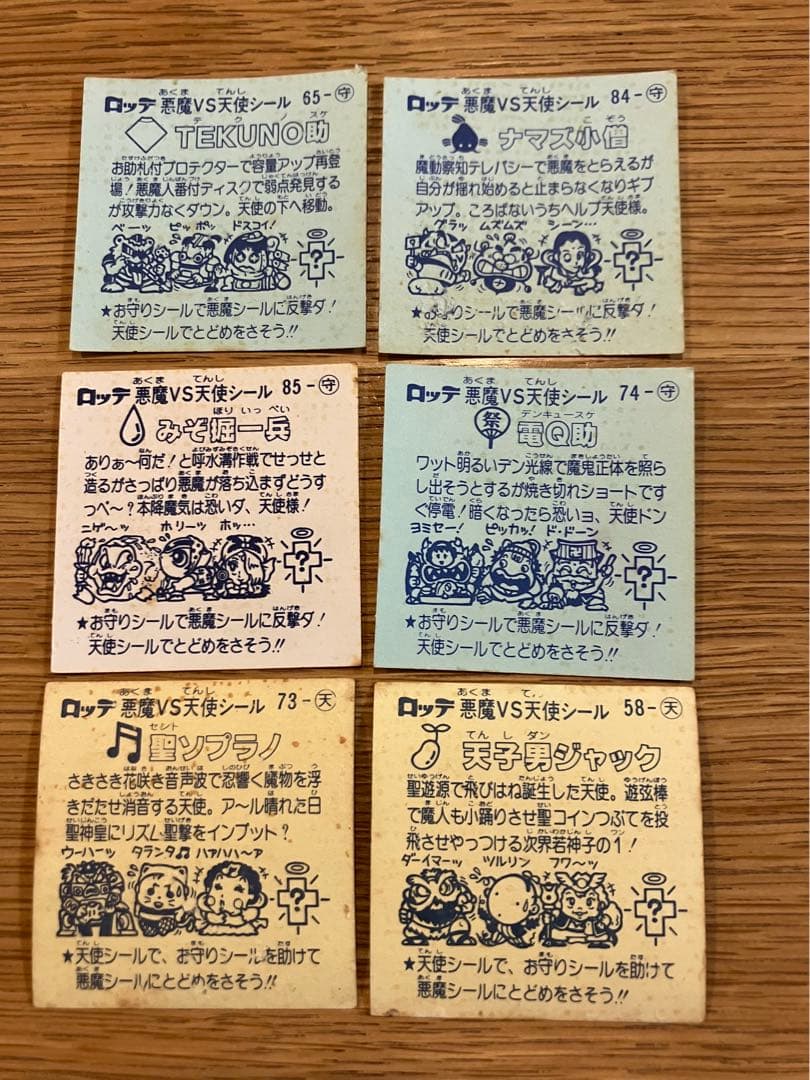 ロッテ 悪魔VS天使シール 65-守
TEKUNO助
お助札付プロテクターで容量アップ再登
場!悪魔人番付ディスクで弱点発見する
が攻撃力なくダウン。天使の下へ移動。
ベーッ ピッポッ ドスコイ!
?
★お守りシールで悪魔シールに反撃ダ!
天使シールでとどめをさそう!!
ロッテ 悪魔VS天使シール 84-守
ナマズ小僧
魔動察知テレパシーで悪魔をとらえるが
自分が揺れ始めると止まらなくなりギブ
アップ。ころばないうちヘルプ天使様。
グラッ ムズムズ シーン…
?
★お守りシールで悪魔シールに反撃ダ!
天使シールでとどめをさそう!!
ロッテ 悪魔VS天使シール 85-守
みぞ堀一兵
ありぁ〜何だ!と呼水溝作戦でせっせと
造るがさっぱり悪魔が落ち込まずどうす
っペ〜?本降魔気は恐いダ、天使様!
ニゲ〜ッ ホリーッ ホッ…
?
★お守りシールで悪魔シールに反撃ダ!
天使シールでとどめをさそう!!
ロッテ 悪魔VS天使シール 74-守
祭
電Q助
ワット明るいデン光線で魔鬼正体を照ら
し出そうとするが焼き切れショートです
ぐ停電!暗くなったら恐いョ、天使ドン
ヨミセー! ピッカッ! ド・ドーン
?
★お守りシールで悪魔シールに反撃ダ!
天使シールでとどめをさそう!!
ロッテ 悪魔VS天使シール 73-天
聖ソプラノ
さきさき花咲き音声波で忍響く魔物を浮
きだたせ消音する天使。ア〜ル晴れた日
聖神皇にリズム聖撃をインプット?
ウーハーッ タランタ♫ ハァハハ〜ァ
?
★天使シールで、お守りシールを助けて
悪魔シールにとどめをさそう!!
ロッテ 悪魔VS天使シール 58-天
天子男ジャック
聖遊源で飛びはね誕生した天使。遊弦棒
で魔人も小踊りさせ聖コインつぶてを投
飛させやっつける次界若神子の1!
ダーイマーッ ツルリン フワ〜ッ
?
★天使シールで、お守りシールを助けて
悪魔シールにとどめをさそう!!